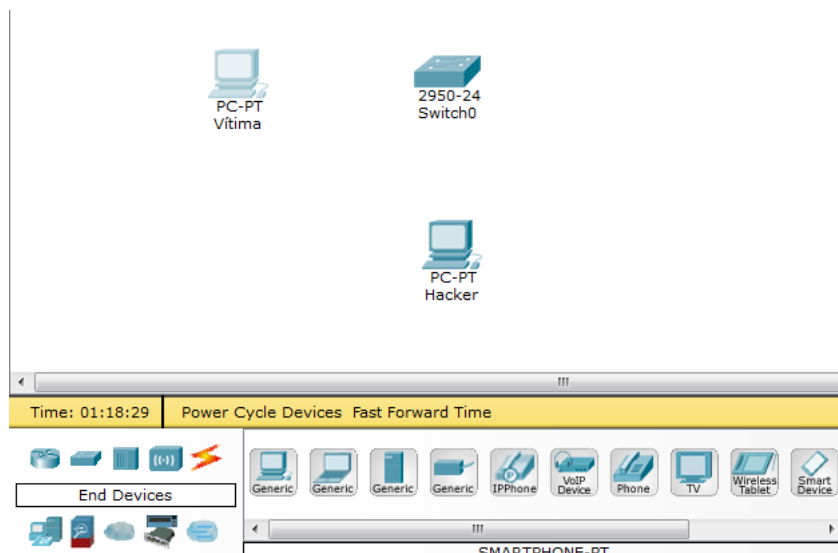 PC-PT
Vítima
2950-24
Switch0
PC-PT
Hacker
Time: 01:18:29 Power Cycle Devices Fast Forward Time
End Devices
Generic Generic Generic Generic IPPhone VoIP Device Phone TV Wireless Tablet Smart Device
SMARTPHONE-PT